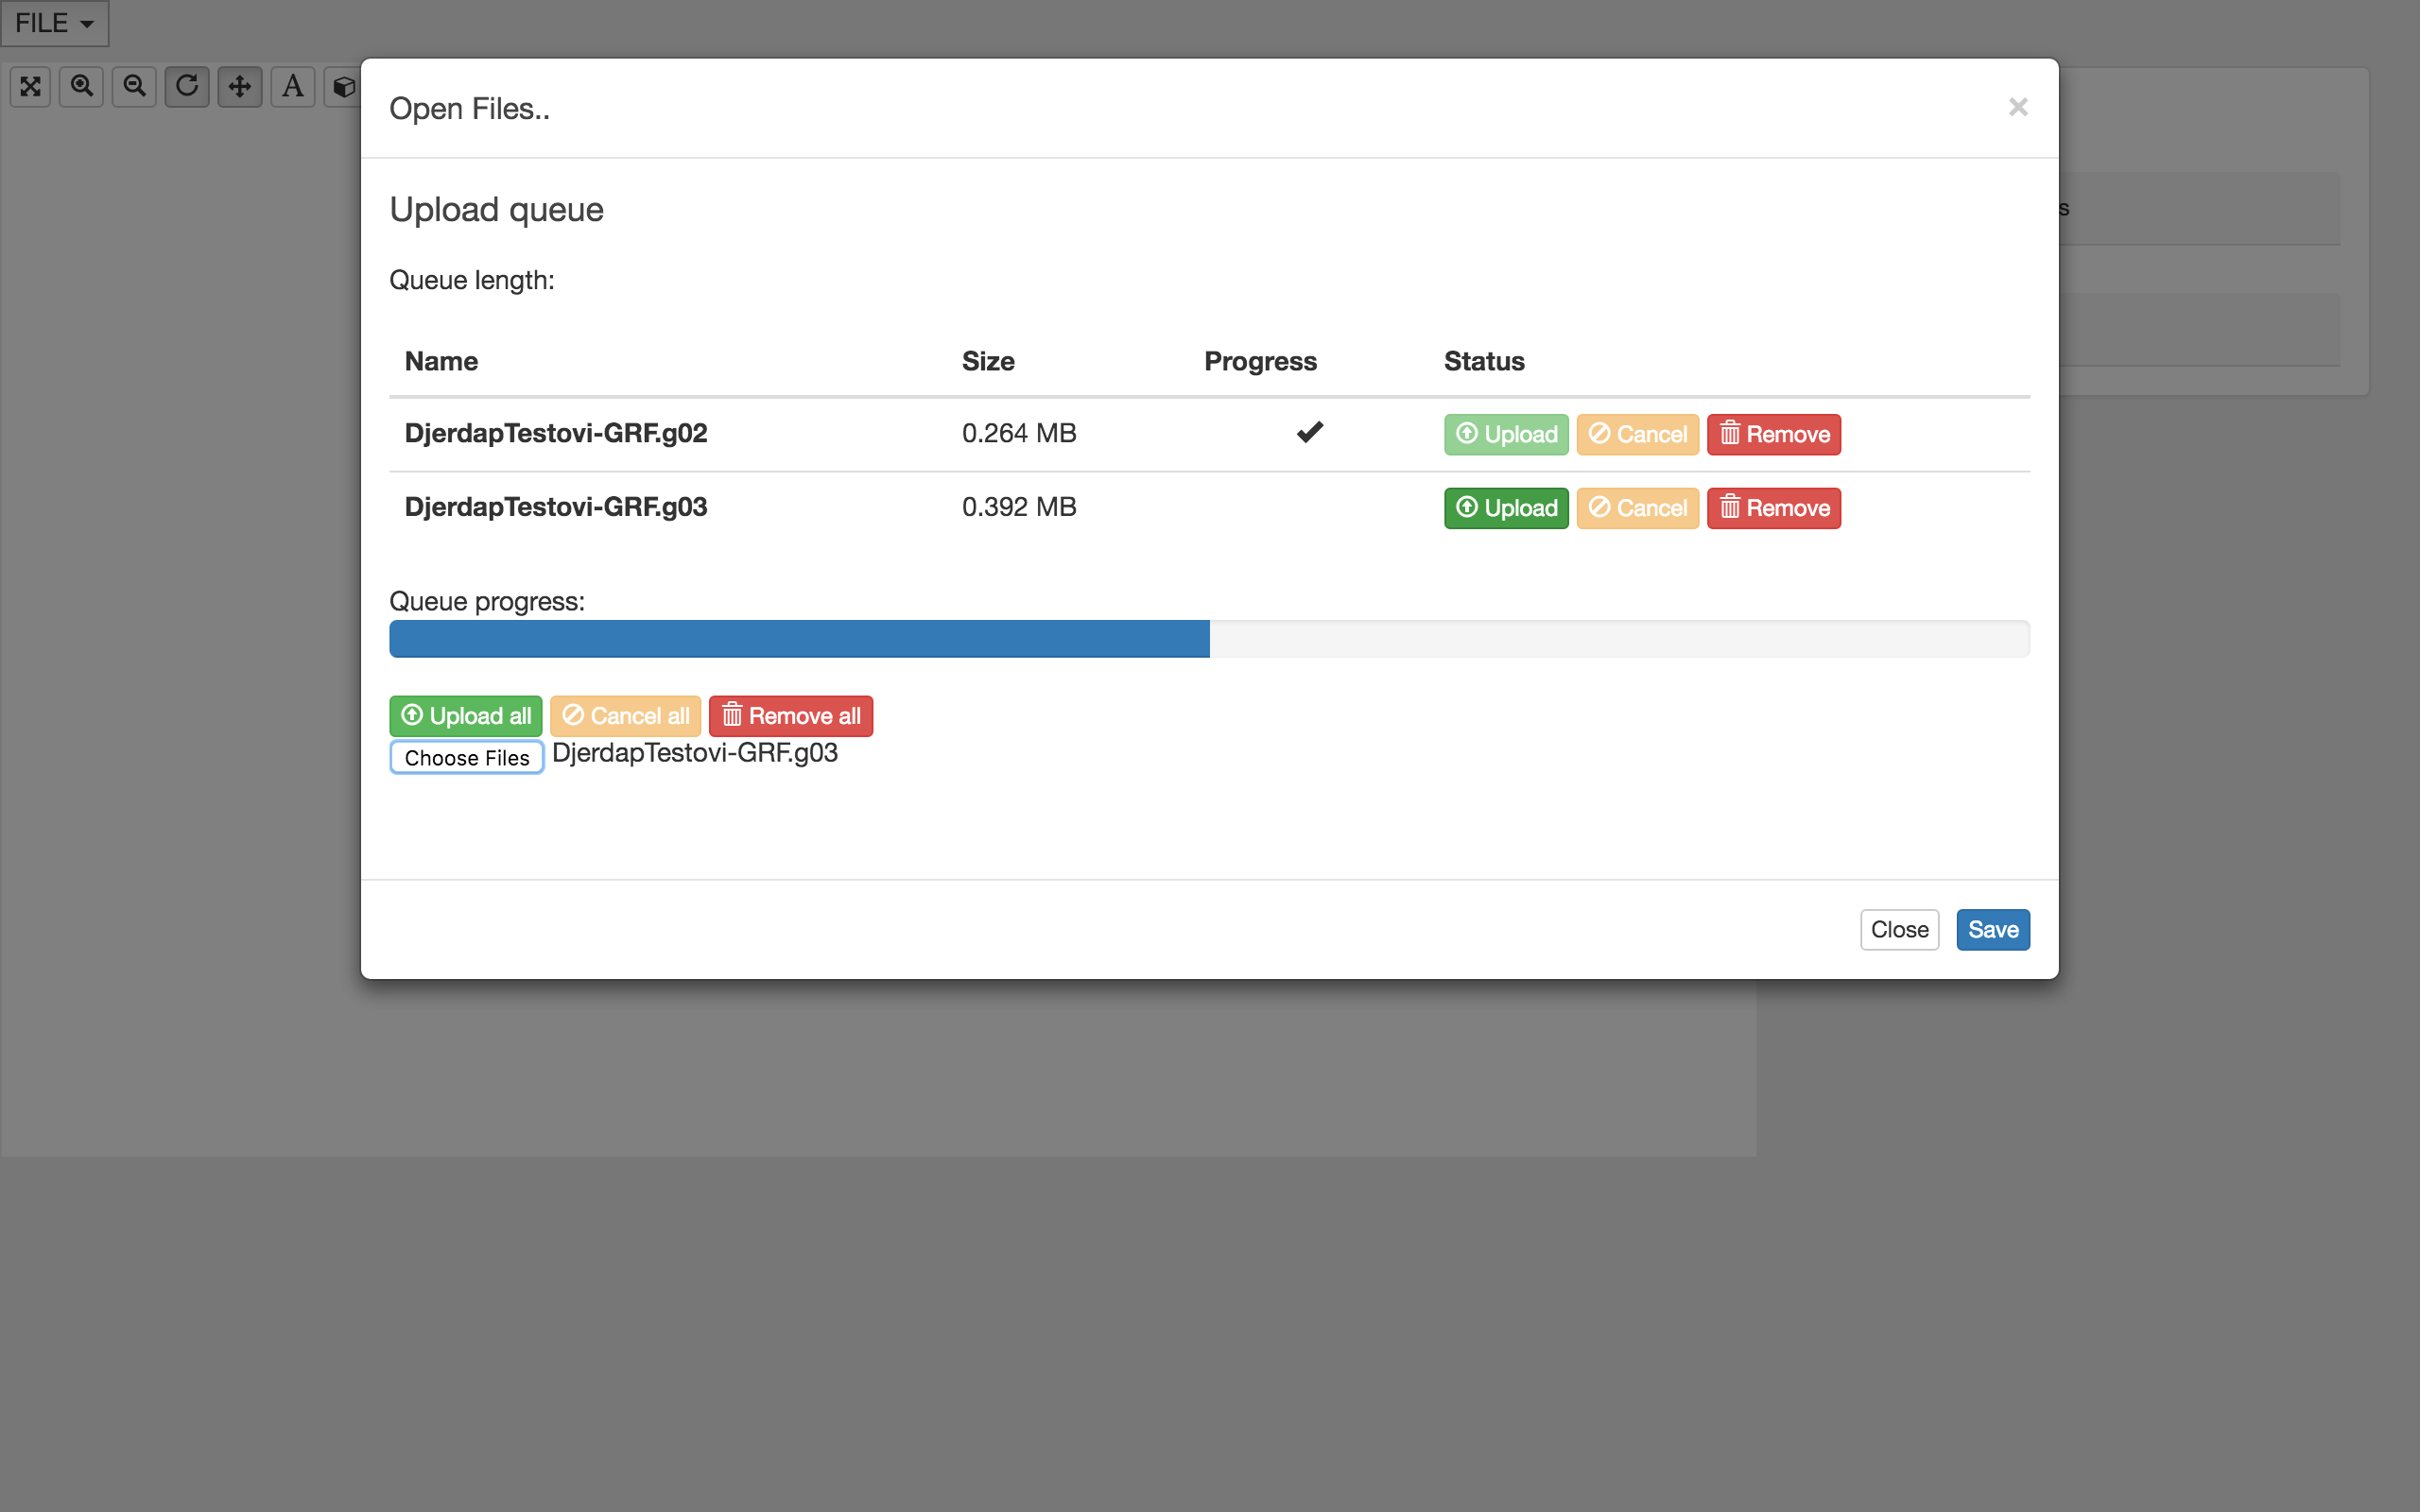 FILE
A
Open Files..
×
s
Upload queue
Queue length:
Name Size Progress Status
DjerdapTestovi-GRF.g02 0.264 MB Upload Cancel Remove
DjerdapTestovi-GRF.g03 0.392 MB Upload Cancel Remove
Queue progress:
Upload all Cancel all Remove all
Choose Files DjerdapTestovi-GRF.g03
Close Save